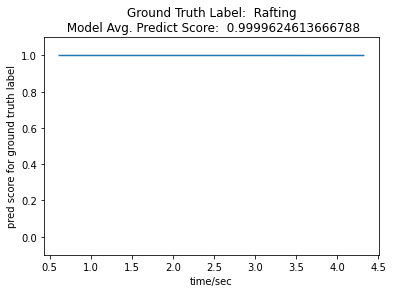 Ground Truth Label:  Rafting
Model Avg. Predict Score:  0.9999624613666788
pred score for ground truth label
1.0
0.8
0.6
0.4
0.2
0.0
0.5 1.0 1.5 2.0 2.5 3.0 3.5 4.0 4.5
time/sec